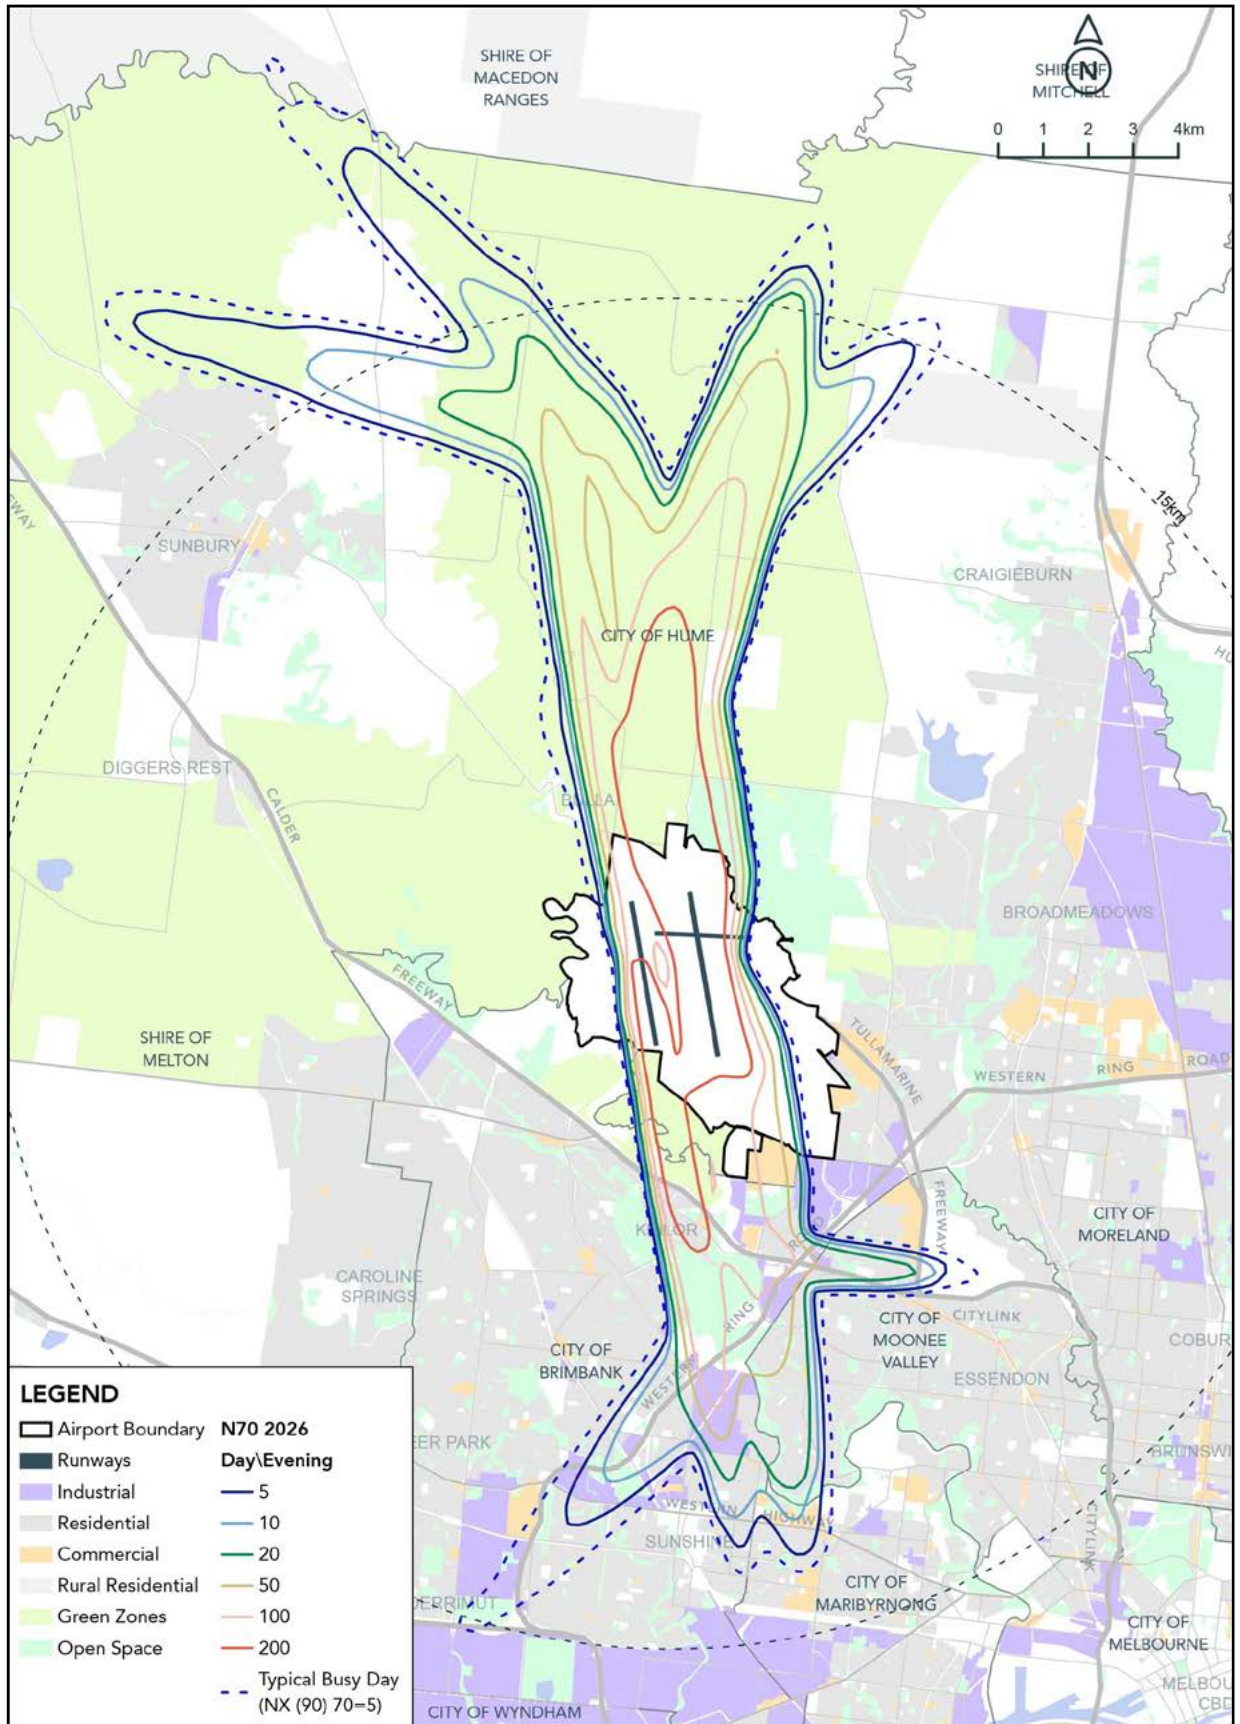 SHIRE OF
MACEDON
RANGES
SHIRE OF
MITCHELL
N
0 1 2 3 4km
15km
SUNBURY
CRAIGIEBURN
CITY OF HUME
DIGGERS REST
BULLA
CALDER
FREEWAY
BROADMEADOWS
SHIRE OF
MELTON
TULLAMARINE
FREEWAY
WESTERN RING ROAD
KEILOR
CITY OF
MORELAND
CAROLINE
SPRINGS
WESTERN RING ROAD
CITYLINK
CITY OF
MOONEE
VALLEY
CITY OF
BRIMBANK
COBUR
ESSENDON
EER PARK
BRUNSWI
WESTERN HIGHWAY
SUNSHINE
CITYLINK
DERRIMUT
CITY OF
MARIBYRNONG
CITY OF
MELBOURNE
MELBOU
CBD
CITY OF WYNDHAM
LEGEND
Airport Boundary
Runways
Industrial
Residential
Commercial
Rural Residential
Green Zones
Open Space
N70 2026
Day\Evening
5
10
20
50
100
200
Typical Busy Day
(NX (90) 70=5)